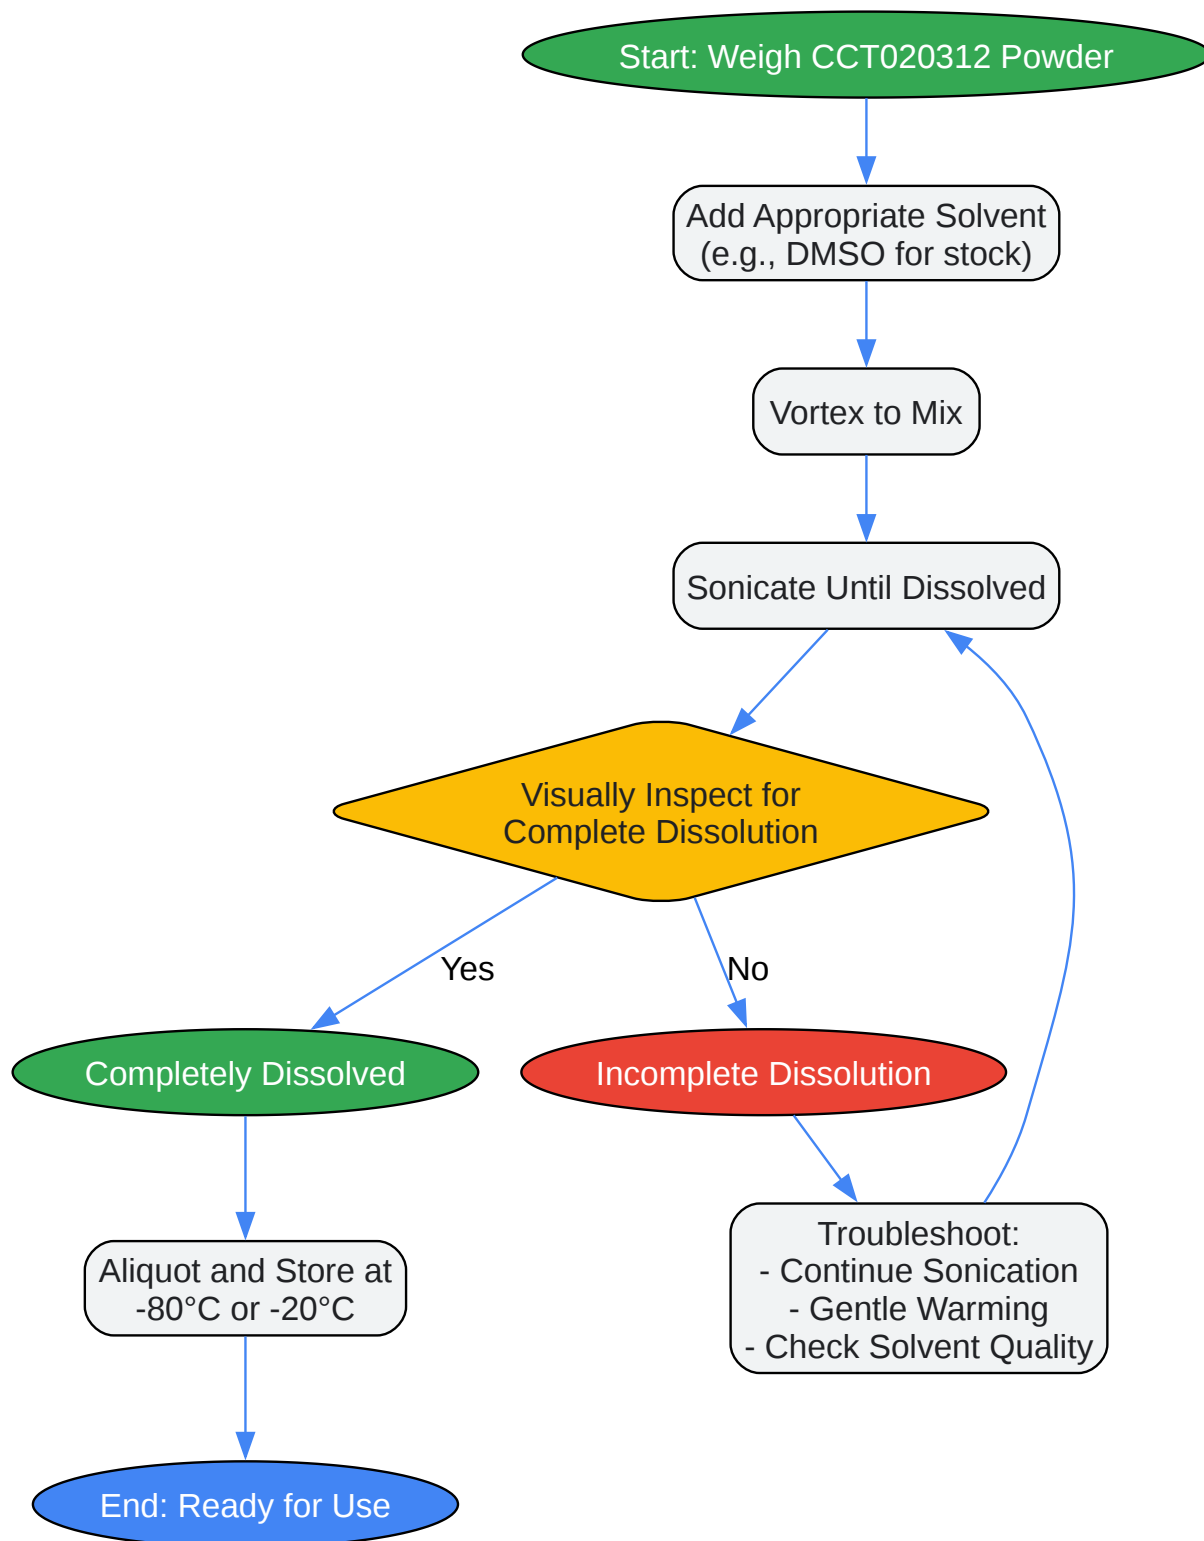 Start: Weigh CCT020312 Powder
Add Appropriate Solvent
(e.g., DMSO for stock)
Vortex to Mix
Sonicate Until Dissolved
Visually Inspect for
Complete Dissolution
Yes
No
Completely Dissolved
Incomplete Dissolution
Troubleshoot:
- Continue Sonication
- Gentle Warming
- Check Solvent Quality
Aliquot and Store at
-80°C or -20°C
End: Ready for Use